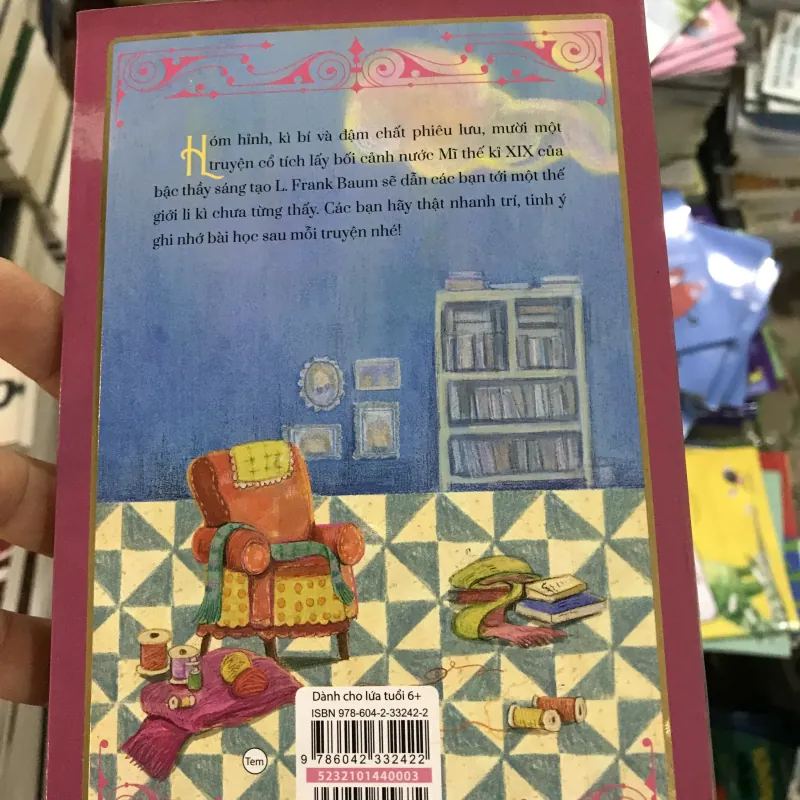 Hóm hỉnh, kì bí và đậm chất phiêu lưu, mười một
truyện cổ tích lấy bối cảnh nước Mĩ thế kỉ XIX của
bậc thầy sáng tạo L. Frank Baum sẽ dẫn các bạn tới một thế
giới li kì chưa từng thấy. Các bạn hãy thật nhanh trí, tinh ý
ghi nhớ bài học sau mỗi truyện nhé!
Dành cho lứa tuổi 6+
ISBN 978-604-2-33242-2
9 786042 332422
Tem
5232101440003